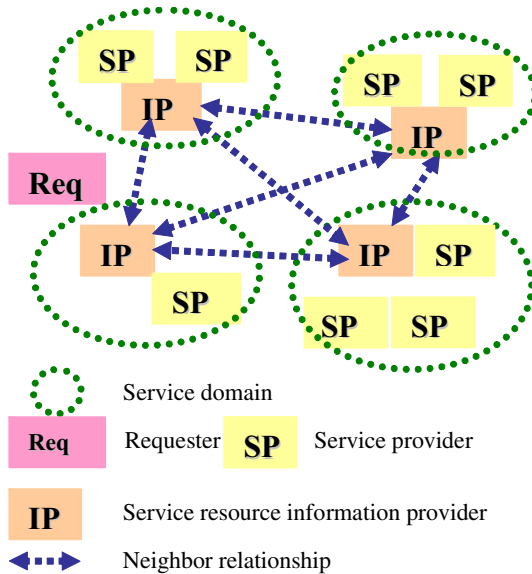 SP SP SP SP
IP IP
Req
IP IP SP
SP
SP SP
Service domain
Req Requester SP Service provider
IP Service resource information provider
Neighbor relationship